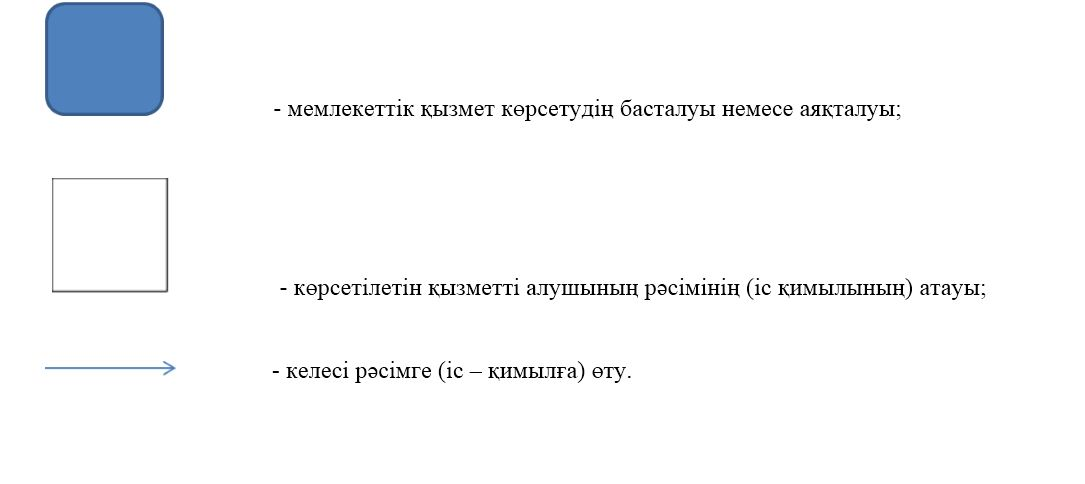 - мемлекеттік қызмет көрсетудің басталуы немесе аяқталуы;
- көрсетілетін қызметті алушының рәсімінің (іс қимылының) атауы;
- келесі рәсімге (іс – қимылға) өту.